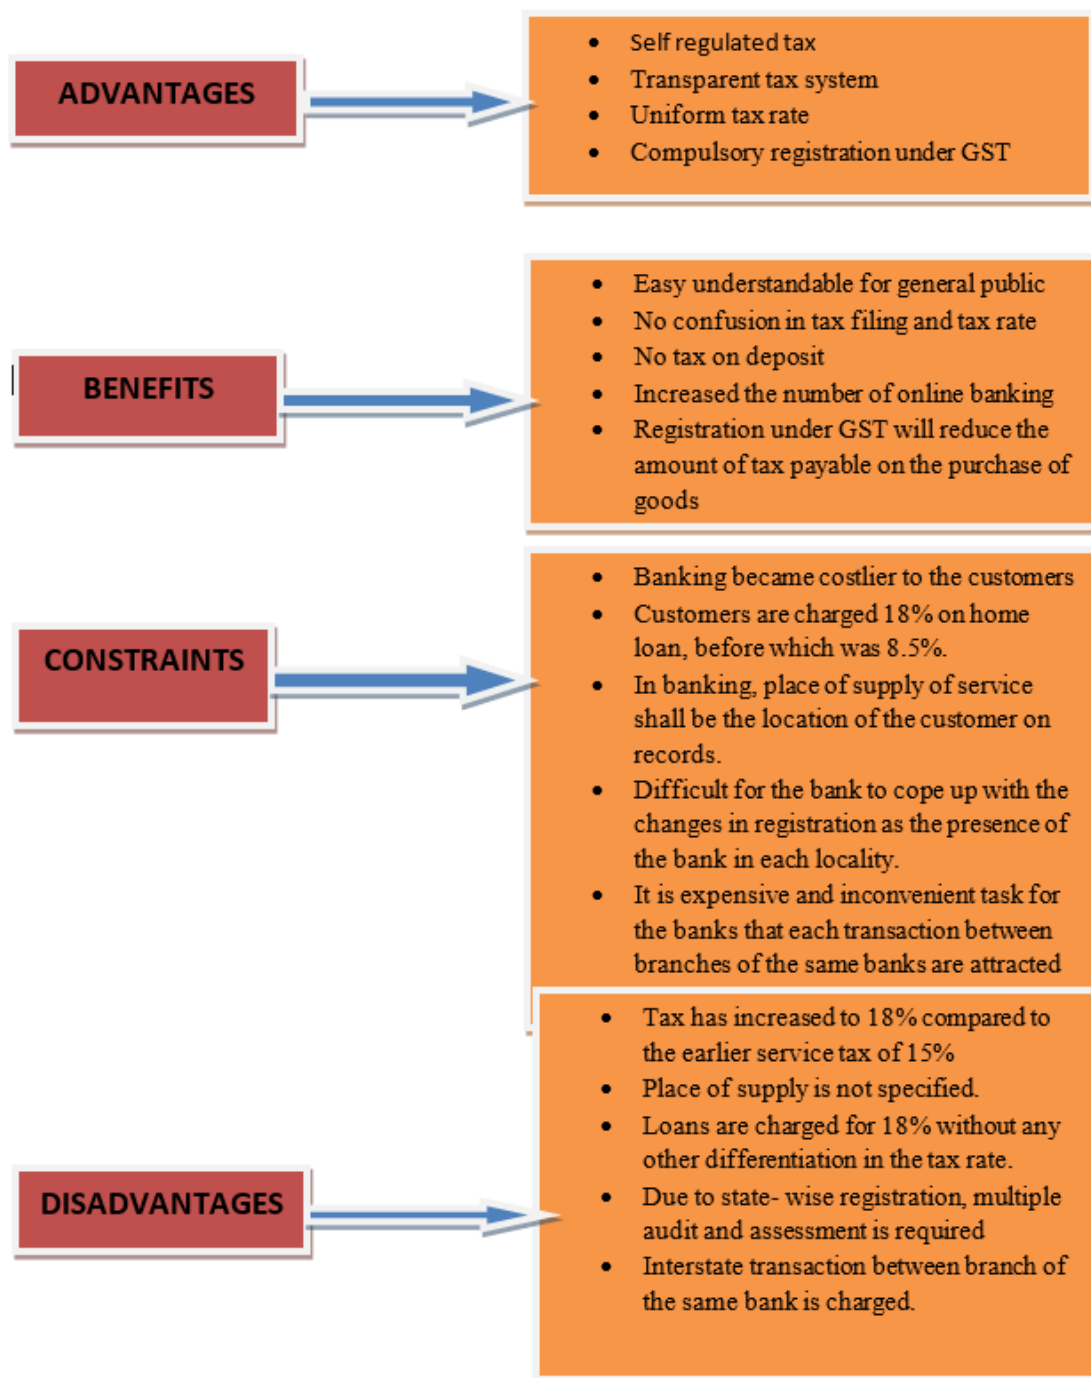 ADVANTAGES
• Self regulated tax
• Transparent tax system
• Uniform tax rate
• Compulsory registration under GST
BENEFITS
• Easy understandable for general public
• No confusion in tax filing and tax rate
• No tax on deposit
• Increased the number of online banking
• Registration under GST will reduce the
amount of tax payable on the purchase of
goods
CONSTRAINTS
• Banking became costlier to the customers
• Customers are charged 18% on home
loan, before which was 8.5%.
• In banking, place of supply of service
shall be the location of the customer on
records.
• Difficult for the bank to cope up with the
changes in registration as the presence of
the bank in each locality.
• It is expensive and inconvenient task for
the banks that each transaction between
branches of the same banks are attracted
DISADVANTAGES
• Tax has increased to 18% compared to
the earlier service tax of 15%
• Place of supply is not specified.
• Loans are charged for 18% without any
other differentiation in the tax rate.
• Due to state- wise registration, multiple
audit and assessment is required
• Interstate transaction between branch of
the same bank is charged.